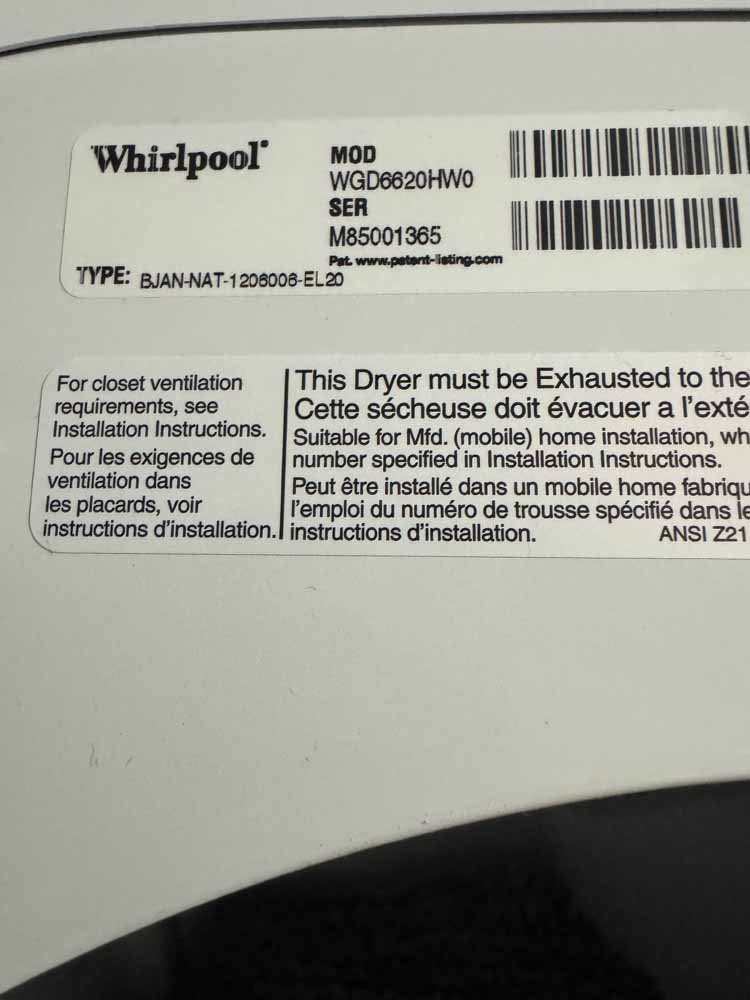 Whirlpool
MOD
WGD6620HW0
SER
M85001365
Pat. www.patent-listing.com
TYPE: BJAN-NAT-1206006-EL20
For closet ventilation
requirements, see
Installation Instructions.
Pour les exigences de
ventilation dans
les placards, voir
instructions d'installation.
This Dryer must be Exhausted to the
Cette sécheuse doit évacuer a l'exté
Suitable for Mfd. (mobile) home installation, wh
number specified in Installation Instructions.
Peut être installé dans un mobile home fabriqu
l'emploi du numéro de trousse spécifié dans le
instructions d'installation.
ANSI Z21